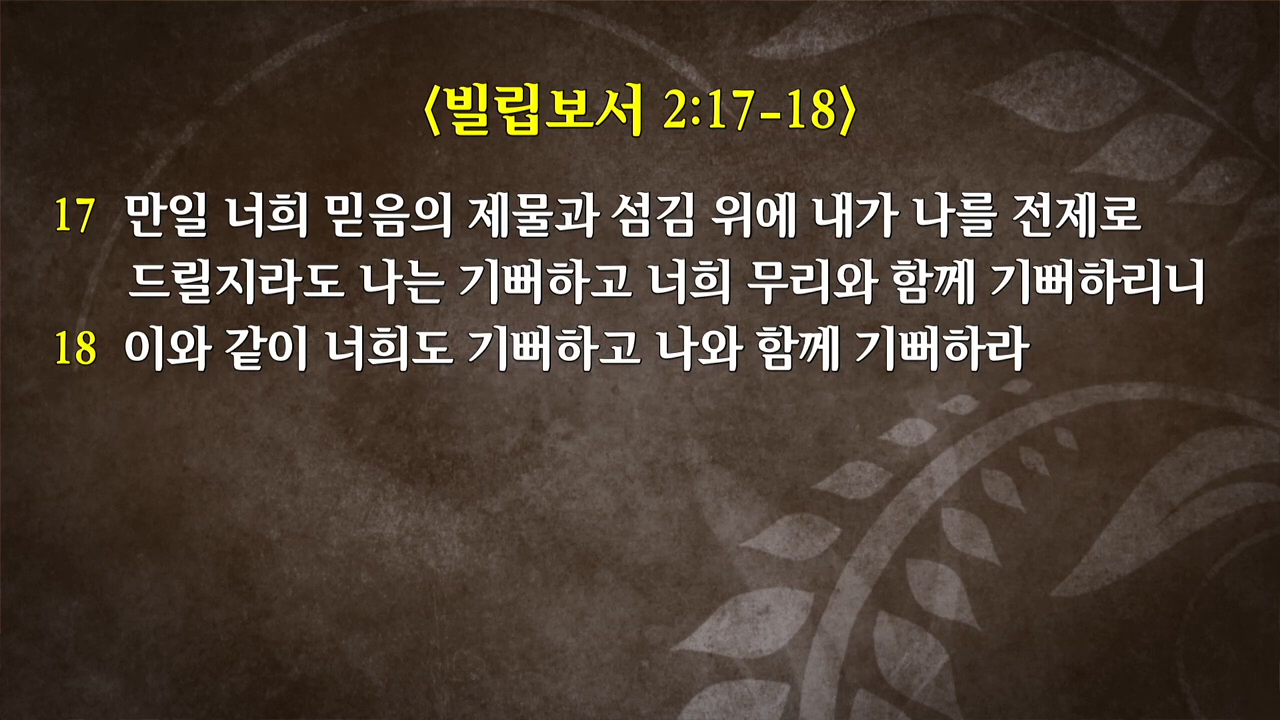 <빌립보서 2:17-18>
17 만일 너희 믿음의 제물과 섬김 위에 내가 나를 전제로
드릴지라도 나는 기뻐하고 너희 무리와 함께 기뻐하리니
18 이와 같이 너희도 기뻐하고 나와 함께 기뻐하라